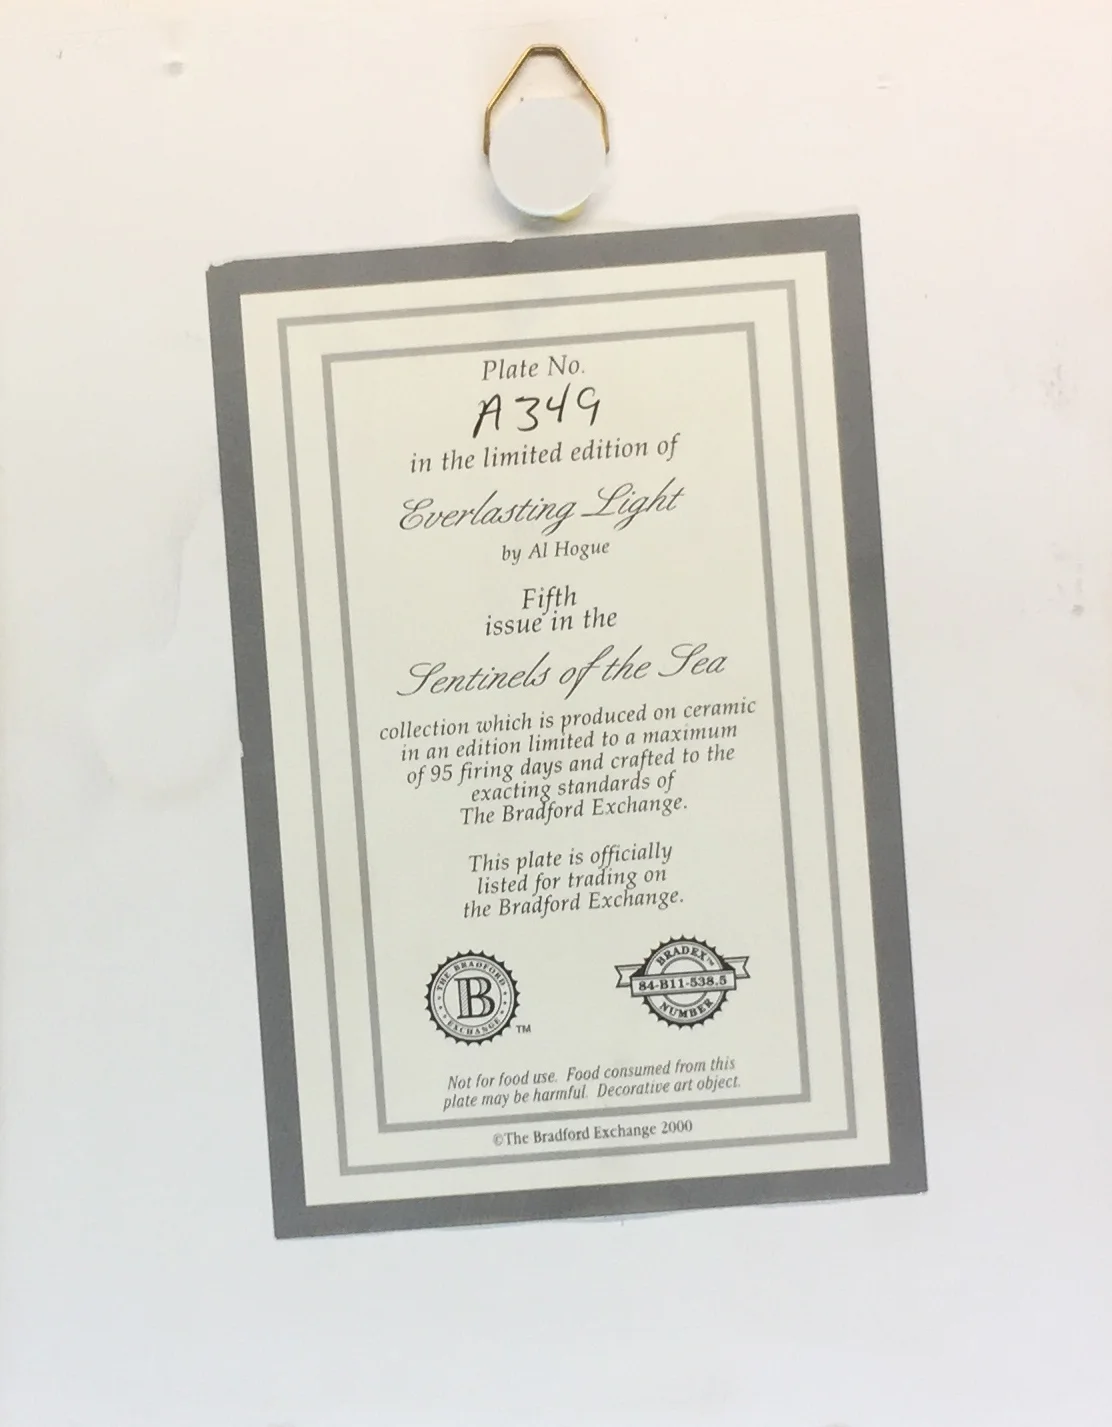 Plate No.
A349
in the limited edition of
Everlasting Light
by Al Hogue
Fifth
issue in the
Sentinels of the Sea
collection which is produced on ceramic
in an edition limited to a maximum
of 95 firing days and crafted to the
exacting standards of
The Bradford Exchange.
This plate is officially
listed for trading on
the Bradford Exchange.
THE BRADFORD
B
EXCHANGE
TM
BRADEX™
84-B11-538.5
NUMBER
Not for food use. Food consumed from this
plate may be harmful. Decorative art object.
©The Bradford Exchange 2000